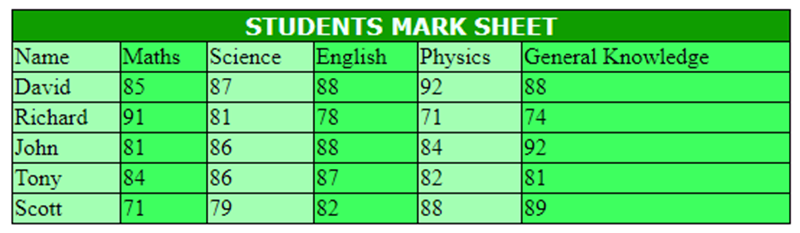 STUDENTS MARK SHEET
Name Maths Science English Physics General Knowledge
David 85 87 88 92 88
Richard 91 81 78 71 74
John 81 86 88 84 92
Tony 84 86 87 82 81
Scott 71 79 82 88 89